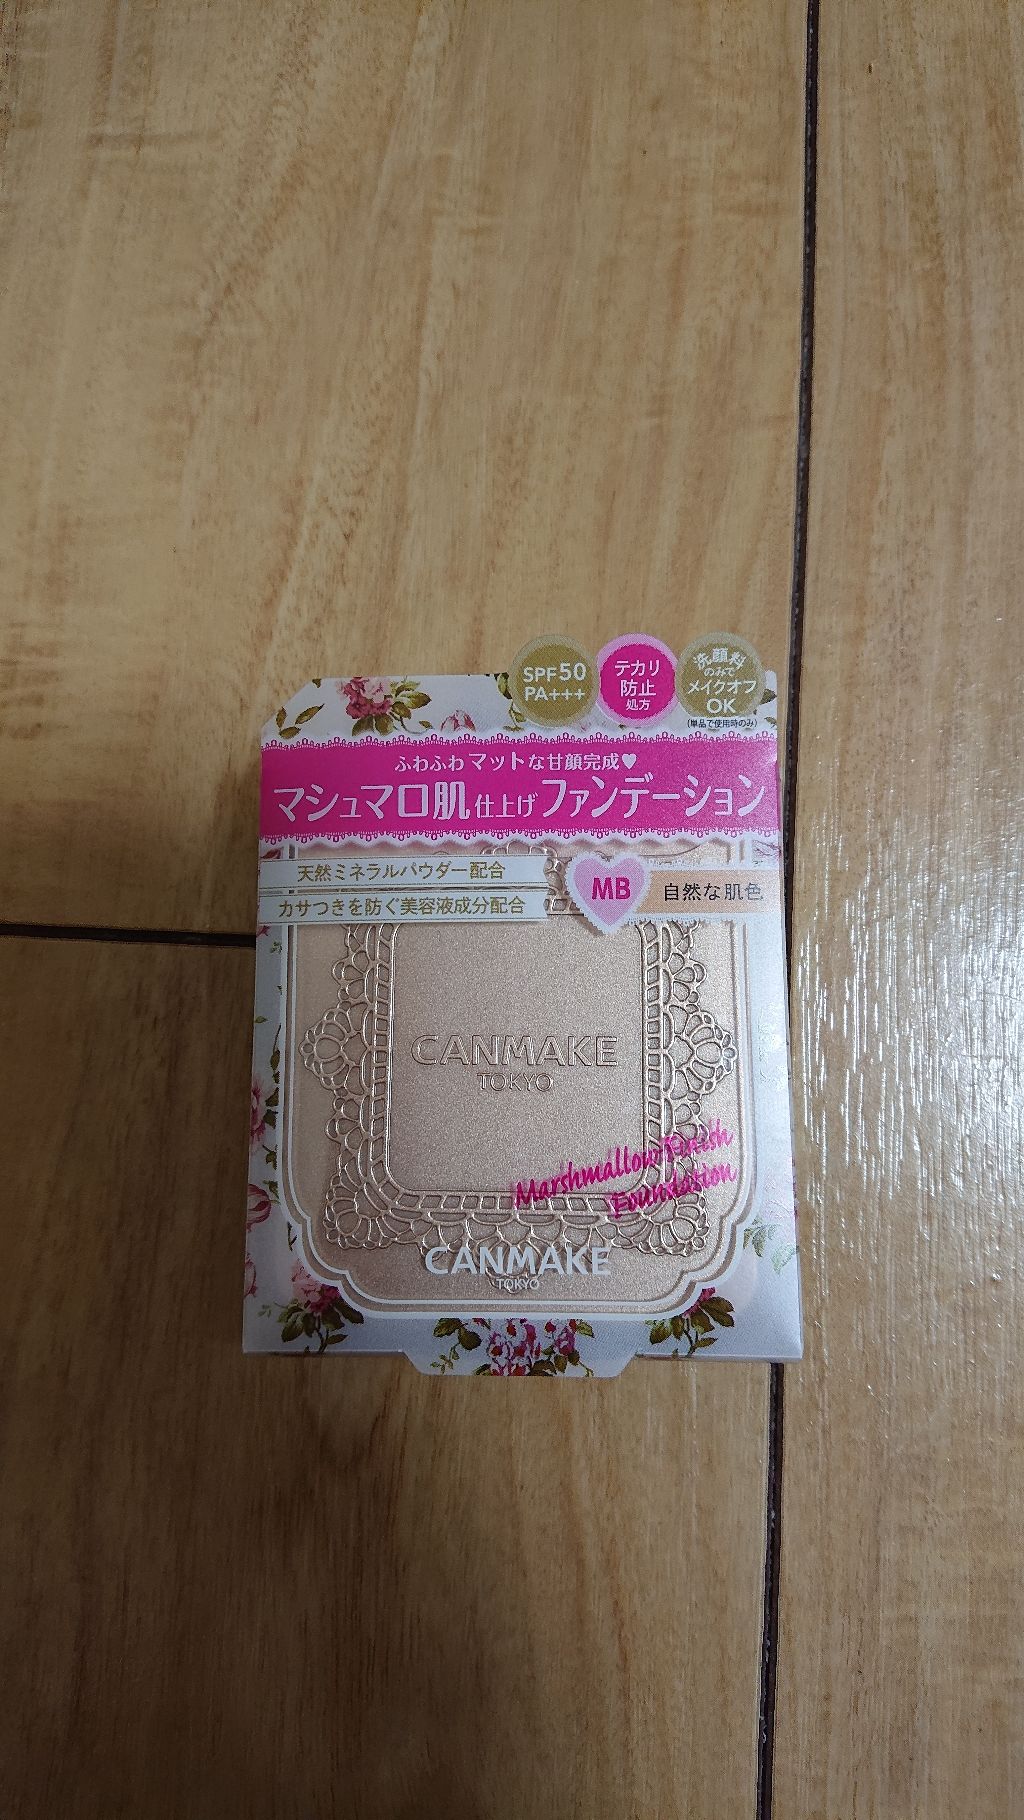 SPF50
PA+++
テカリ
防止
処方
洗顔料
のみで
メイクオフ
OK
(単品で使用時のみ)
ふわふわマットな甘顔完成♥
マシュマロ肌仕上げファンデーション
天然ミネラルパウダー配合
カサつきを防ぐ美容液成分配合
MB
自然な肌色
CANMAKE
TOKYO
Marshmallow Finish
Foundation
CANMAKE
TOKYO